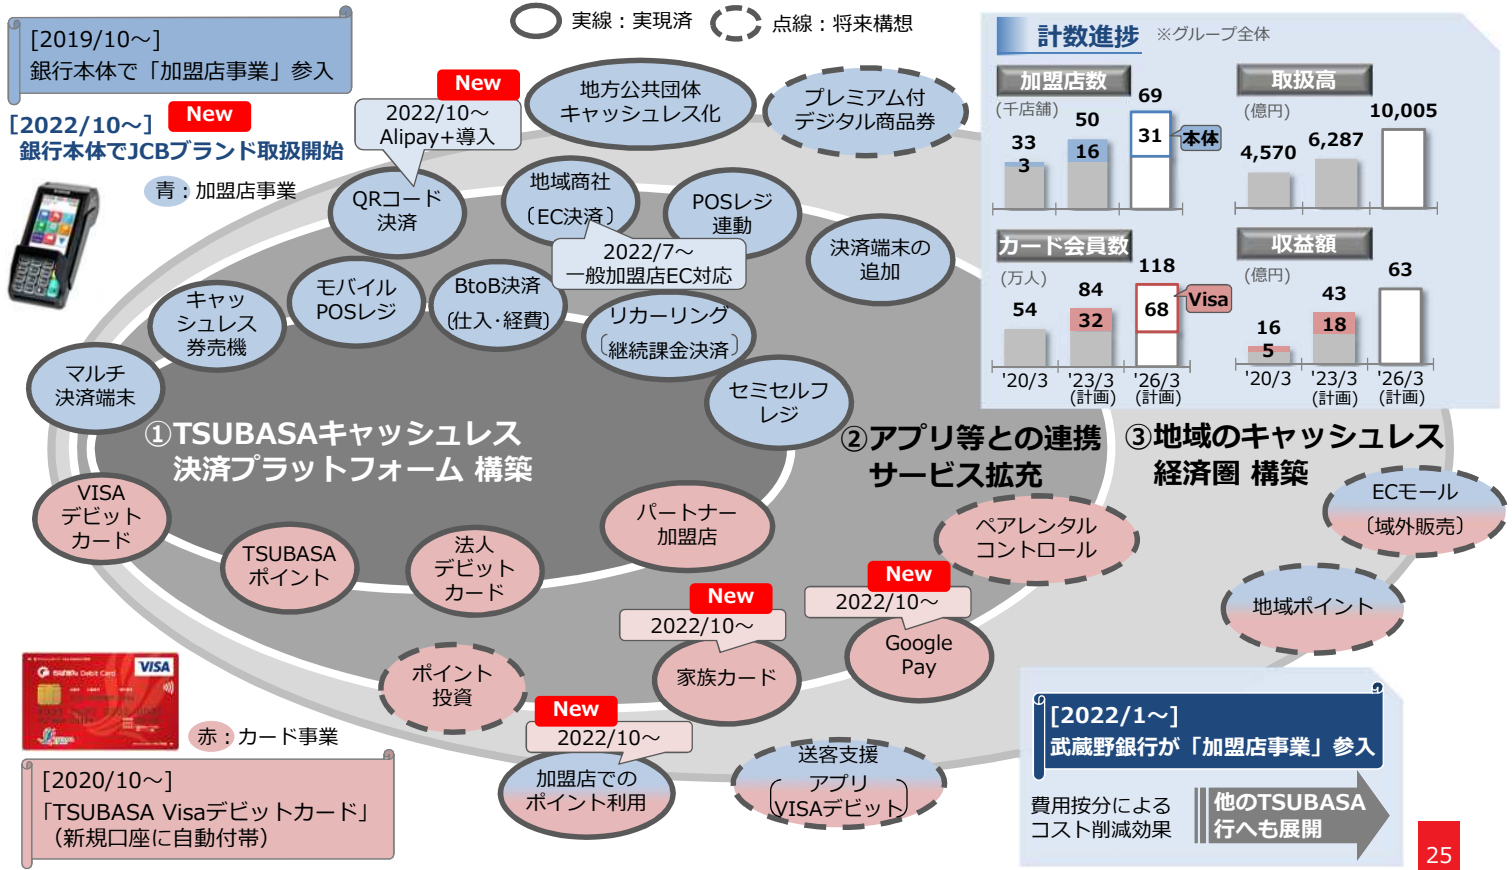 [2019/10～]
銀行本体で「加盟店事業」参入
New
[2022/10～]
銀行本体でJCBブランド取扱開始
青：加盟店事業
実線：実現済
点線：将来構想
New
2022/10～
Alipay+導入
地方公共団体
キャッシュレス化
プレミアム付
デジタル商品券
QRコード
決済
地域商社
〔EC決済〕
2022/7～
一般加盟店EC対応
POSレジ
連動
決済端末の
追加
キャッ
シュレス
券売機
モバイル
POSレジ
BtoB決済
〔仕入・経費〕
リカーリング
〔継続課金決済〕
マルチ
決済端末
セミセルフ
レジ
①TSUBASAキャッシュレス
決済プラットフォーム 構築
②アプリ等との連携
サービス拡充
③地域のキャッシュレス
経済圏 構築
VISA
デビット
カード
TSUBASA
ポイント
法人
デビット
カード
パートナー
加盟店
ペアレンタル
コントロール
ECモール
〔域外販売〕
地域ポイント
New
2022/10～
家族カード
New
2022/10～
Google
Pay
ポイント
投資
New
2022/10～
加盟店での
ポイント利用
送客支援
〔アプリ
VISAデビット〕
Debit Card
VISA
赤：カード事業
[2020/10～]
「TSUBASA Visaデビットカード」
（新規口座に自動付帯）
計数進捗 ※グループ全体
加盟店数
(千店舗)
33
3
50
16
69
31
本体
取扱高
(億円)
4,570
6,287
10,005
カード会員数
(万人)
54
84
32
118
68
Visa
'20/3
'23/3
(計画)
'26/3
(計画)
収益額
(億円)
16
5
43
18
63
'20/3
'23/3
(計画)
'26/3
(計画)
[2022/1～]
武蔵野銀行が「加盟店事業」参入
費用按分による
コスト削減効果
他のTSUBASA
行へも展開
25